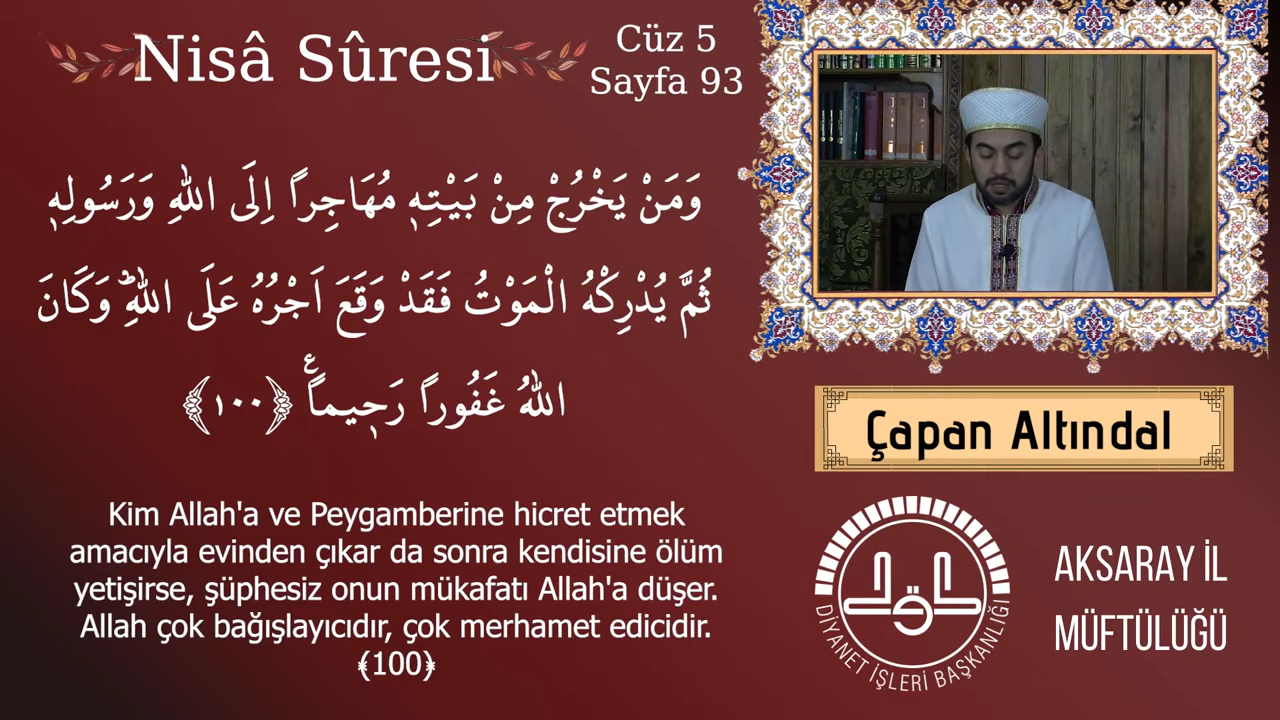 Nisâ Sûresi
Cüz 5
Sayfa 93
وَمَنْ يَخْرُجْ مِنْ بَيْتِه۪ مُهَاجِراً اِلَى اللّٰهِ وَرَسُولِه۪
ثُمَّ يُدْرِكْهُ الْمَوْتُ فَقَدْ وَقَعَ اَجْرُهُ عَلَى اللّٰهِۜ وَكَانَ
اللّٰهُ غَفُوراً رَح۪يماًۚ ع ﴿١٠٠﴾
Kim Allah'a ve Peygamberine hicret etmek
amacıyla evinden çıkar da sonra kendisine ölüm
yetişirse, şüphesiz onun mükafatı Allah'a düşer.
Allah çok bağışlayıcıdır, çok merhamet edicidir.
﴾100﴿
Çapan Altındal
DİYANET İŞLERİ BAŞKANLIĞI
AKSARAY İL
MÜFTÜLÜĞÜ